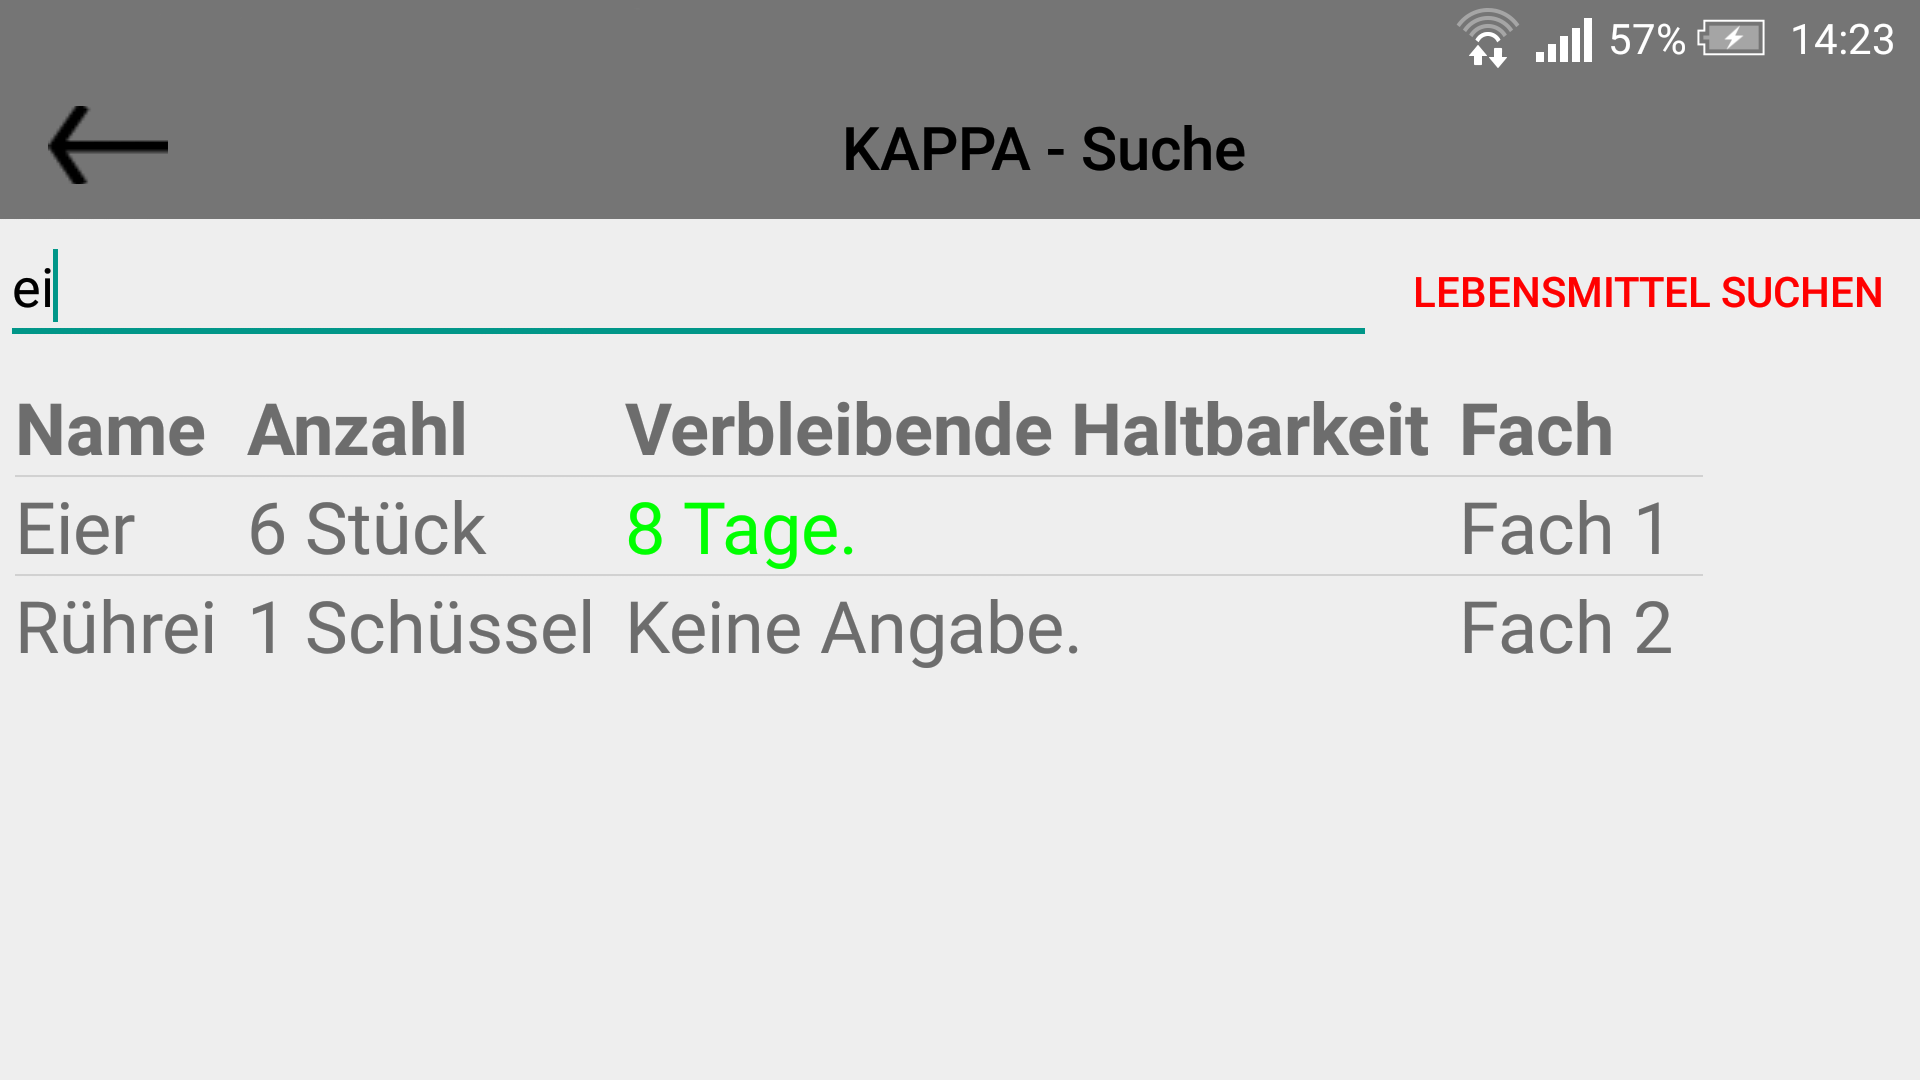 57% 14:23
KAPPA - Suche
ei LEBENSMITTEL SUCHEN
Name Anzahl Verbleibende Haltbarkeit Fach
Eier 6 Stück 8 Tage. Fach 1
Rührei 1 Schüssel Keine Angabe. Fach 2